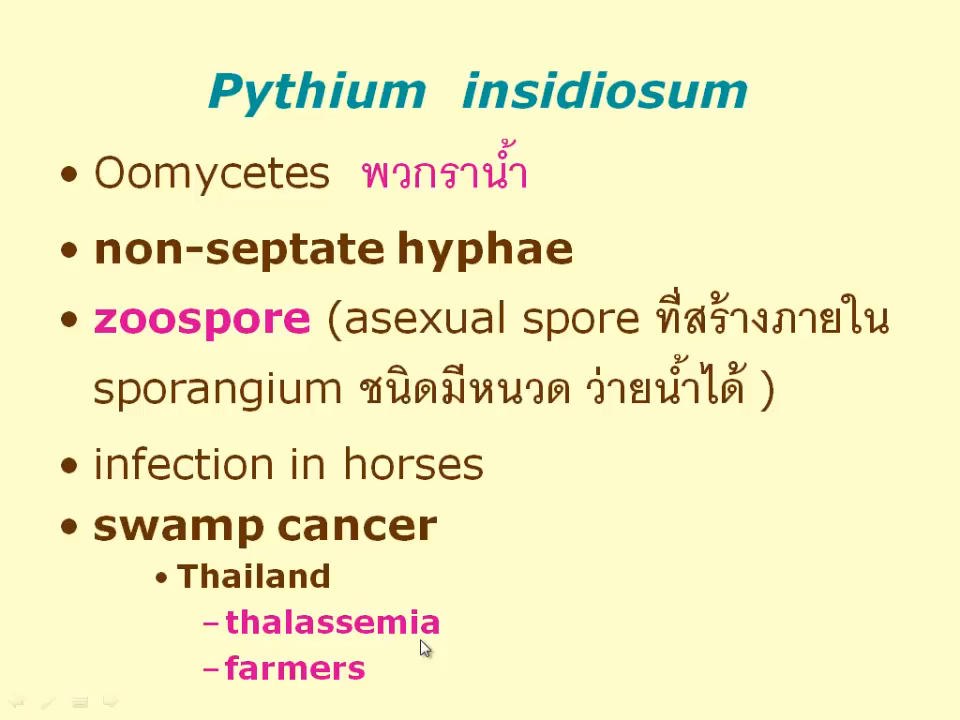 Pythium insidiosum
• Oomycetes พวกราน้ำ
• non-septate hyphae
• zoospore (asexual spore ที่สร้างภายใน
sporangium ชนิดมีหนวด ว่ายน้ำได้ )
• infection in horses
• swamp cancer
• Thailand
– thalassemia
– farmers